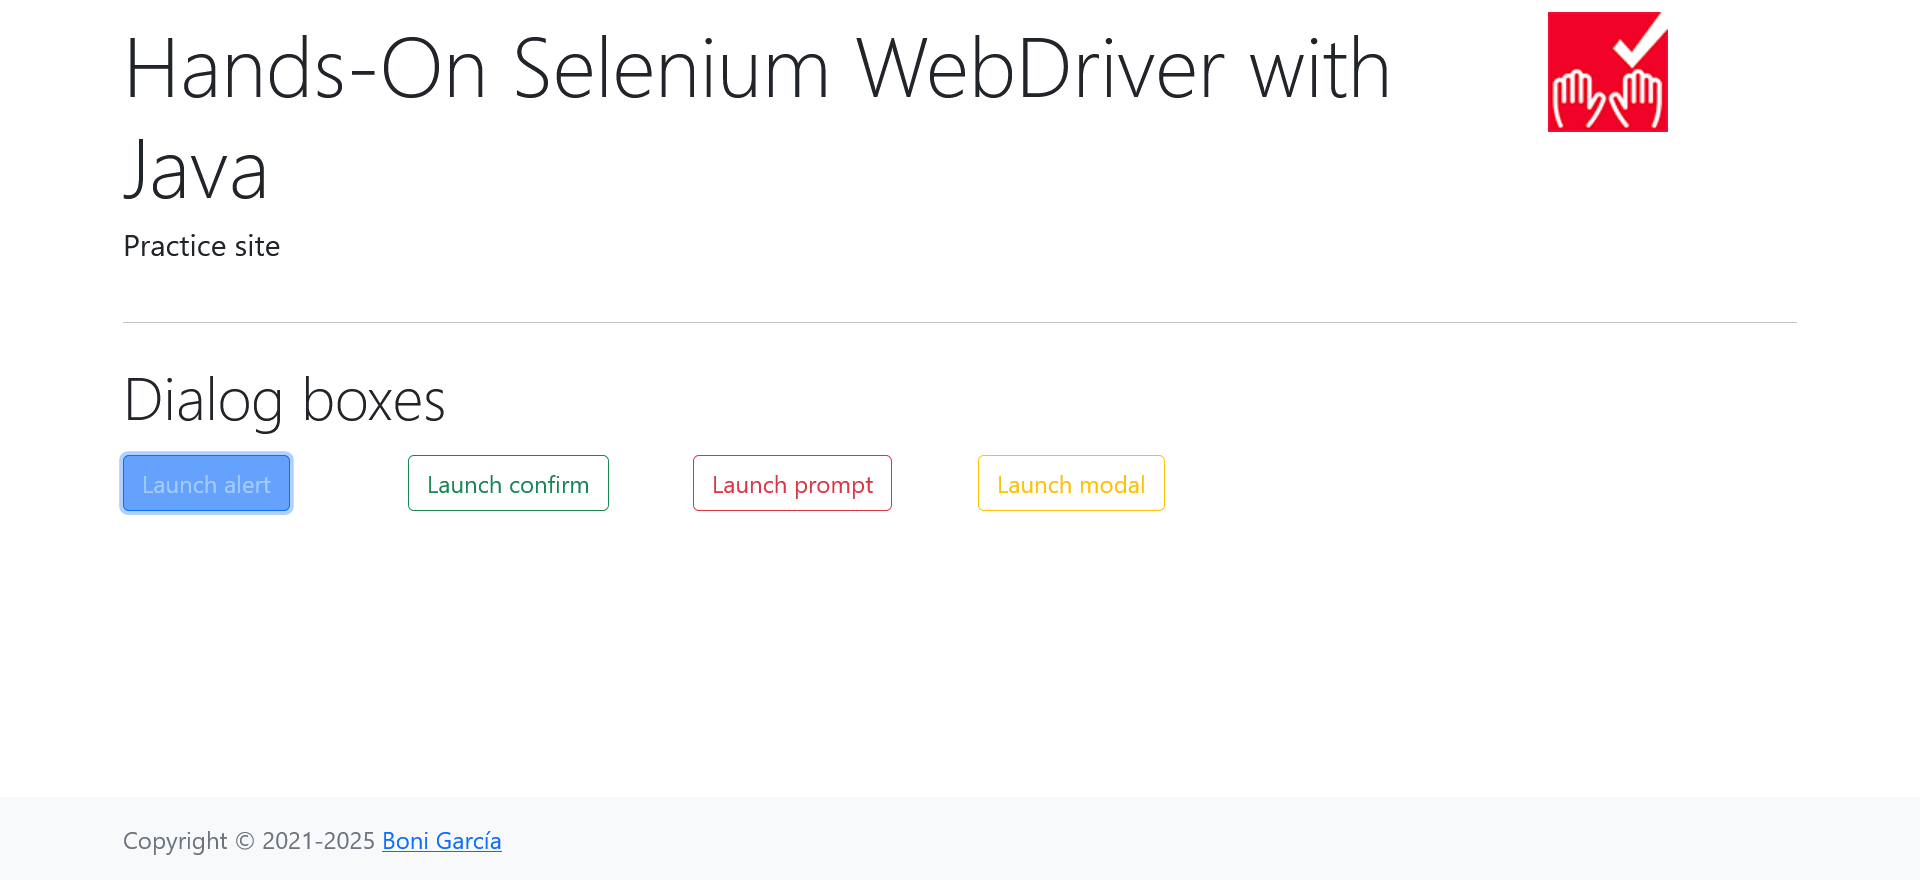 Hands-On Selenium WebDriver with
Java
Practice site
Dialog boxes
Launch alert
Launch confirm
Launch prompt
Launch modal
Copyright © 2021-2025 Boni García